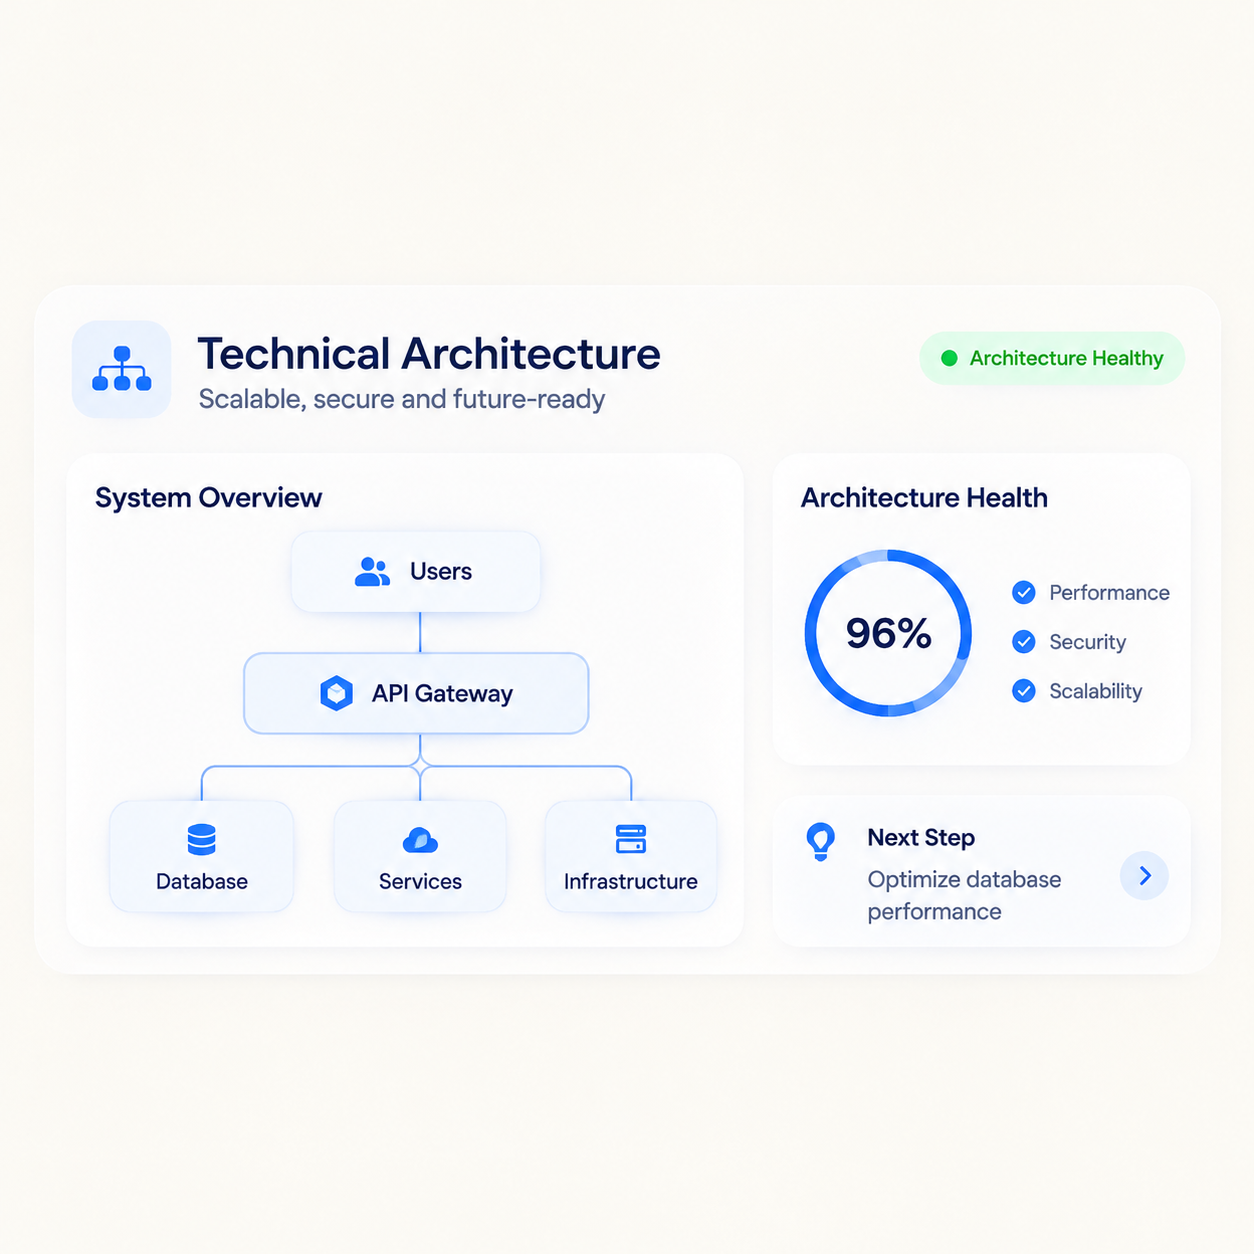 Technical Architecture
Scalable, secure and future-ready
Architecture Healthy
System Overview
Users
API Gateway
Database
Services
Infrastructure
Architecture Health
96%
Performance
Security
Scalability
Next Step
Optimize database
performance